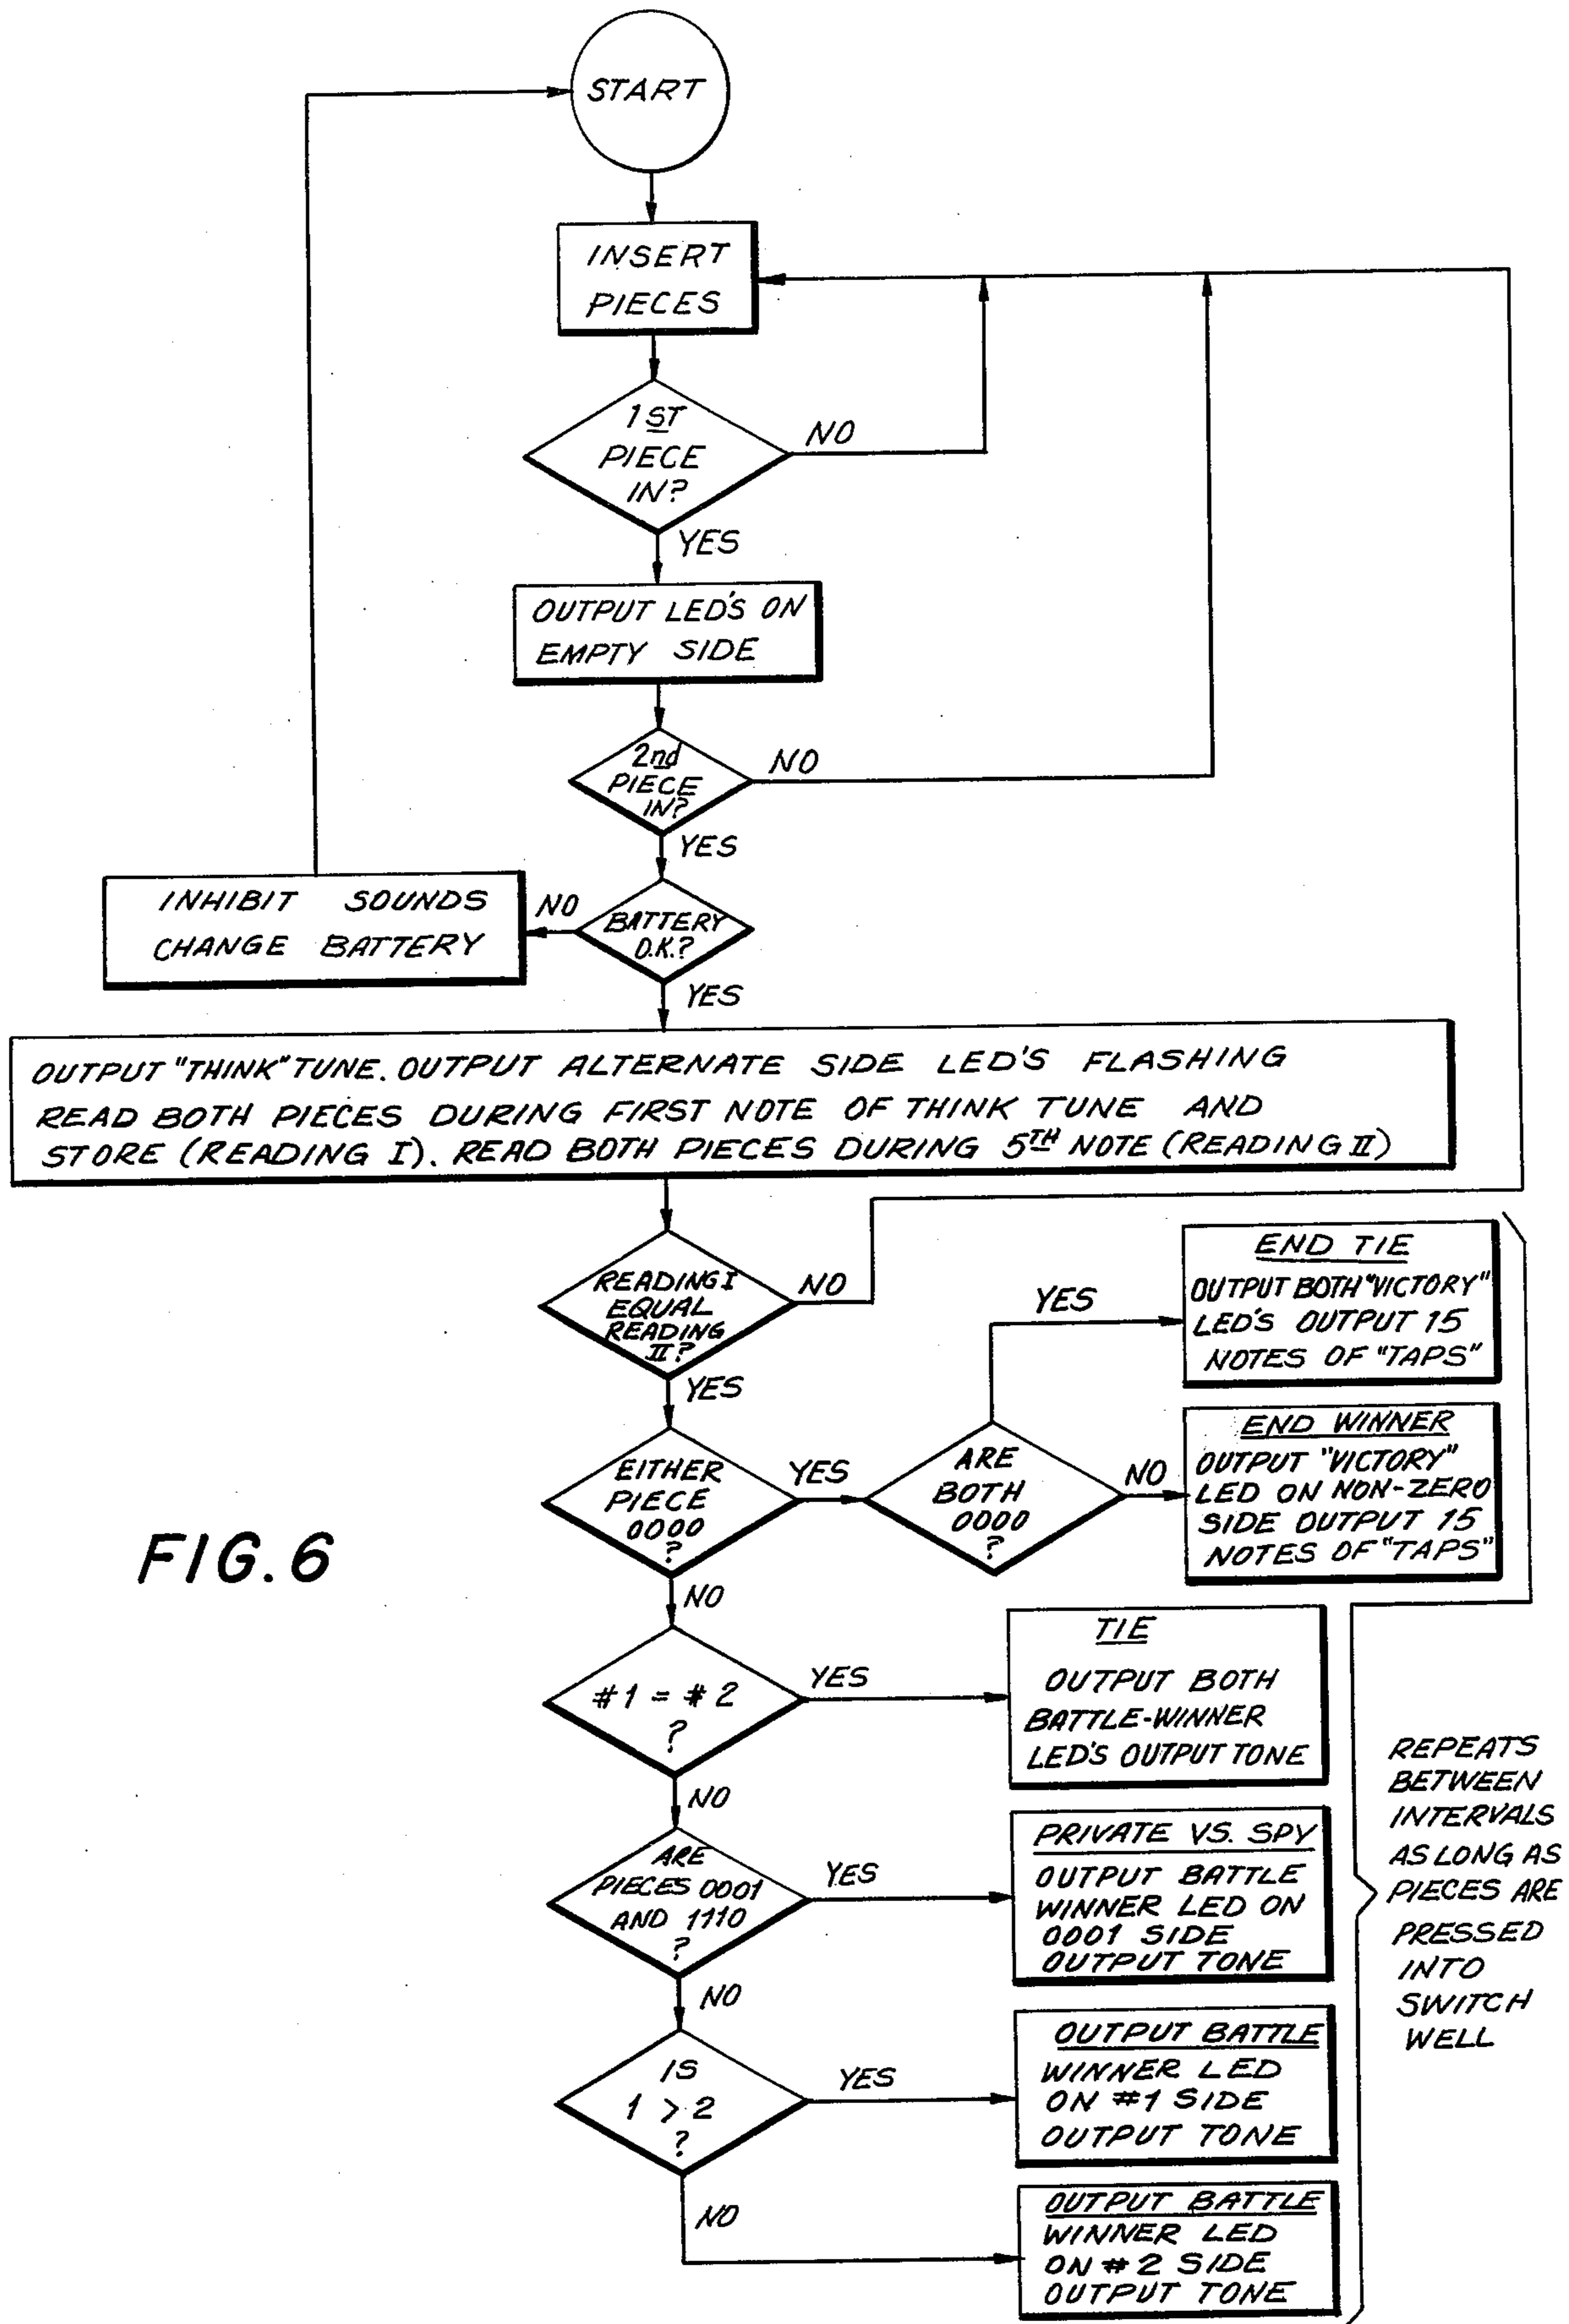 START
INSERT
PIECES
1ST
PIECE
IN?
NO
YES
OUTPUT LED'S ON
EMPTY SIDE
2nd
PIECE
IN?
NO
YES
INHIBIT SOUNDS
CHANGE BATTERY
NO
BATTERY
O.K.?
YES
OUTPUT "THINK" TUNE. OUTPUT ALTERNATE SIDE LED'S FLASHING
READ BOTH PIECES DURING FIRST NOTE OF THINK TUNE AND
STORE (READING I). READ BOTH PIECES DURING 5TH NOTE (READING II)
READING I
EQUAL
READING
II?
NO
YES
EITHER
PIECE
0000
?
YES
NO
ARE
BOTH
0000
?
YES
NO
END TIE
OUTPUT BOTH "VICTORY"
LED'S OUTPUT 15
NOTES OF "TAPS"
END WINNER
OUTPUT "VICTORY"
LED ON NON-ZERO
SIDE OUTPUT 15
NOTES OF "TAPS"
FIG.6
#1 = #2
?
YES
NO
TIE
OUTPUT BOTH
BATTLE-WINNER
LED'S OUTPUT TONE
ARE
PIECES 0001
AND 1110
?
YES
NO
PRIVATE VS. SPY
OUTPUT BATTLE
WINNER LED ON
0001 SIDE
OUTPUT TONE
IS
1 > 2
?
YES
NO
OUTPUT BATTLE
WINNER LED
ON #1 SIDE
OUTPUT TONE
OUTPUT BATTLE
WINNER LED
ON #2 SIDE
OUTPUT TONE
REPEATS
BETWEEN
INTERVALS
AS LONG AS
PIECES ARE
PRESSED
INTO
SWITCH
WELL